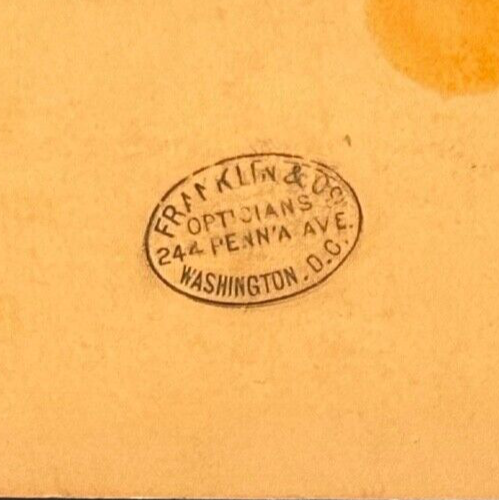 FRANKLIN & CO.
OPTICIANS
244 PENN'A AVE.
WASHINGTON. D.C.